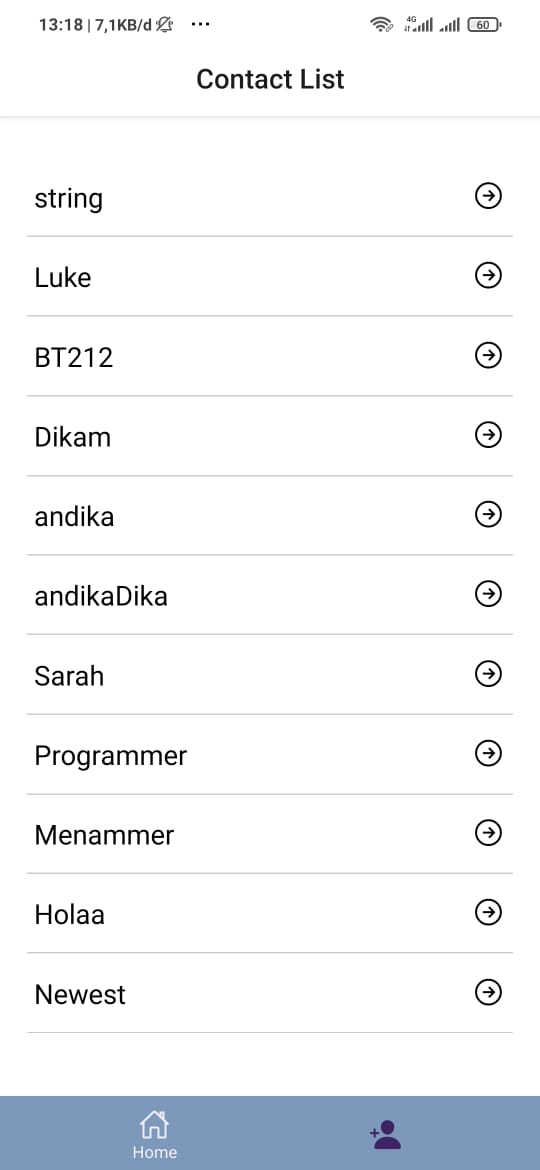 13:18 | 7,1KB/d ...
4G
60
Contact List
string
Luke
BT212
Dikam
andika
andikaDika
Sarah
Programmer
Menammer
Holaa
Newest
Home